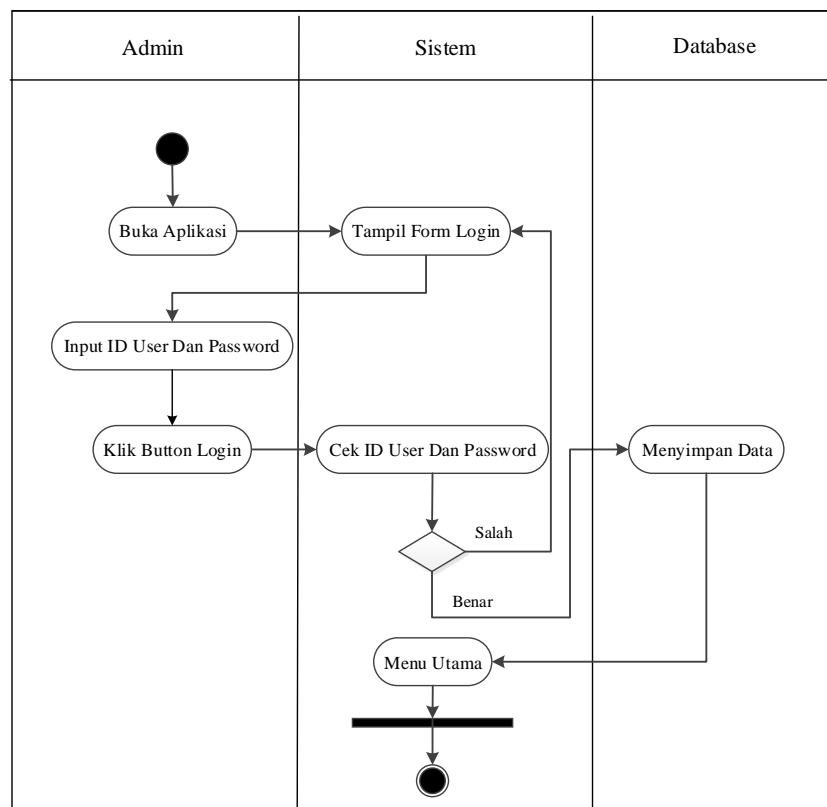 Admin
Sistem
Database
Buka Aplikasi
Tampil Form Login
Input ID User Dan Password
Klik Button Login
Cek ID User Dan Password
Menyimpan Data
Salah
Benar
Menu Utama